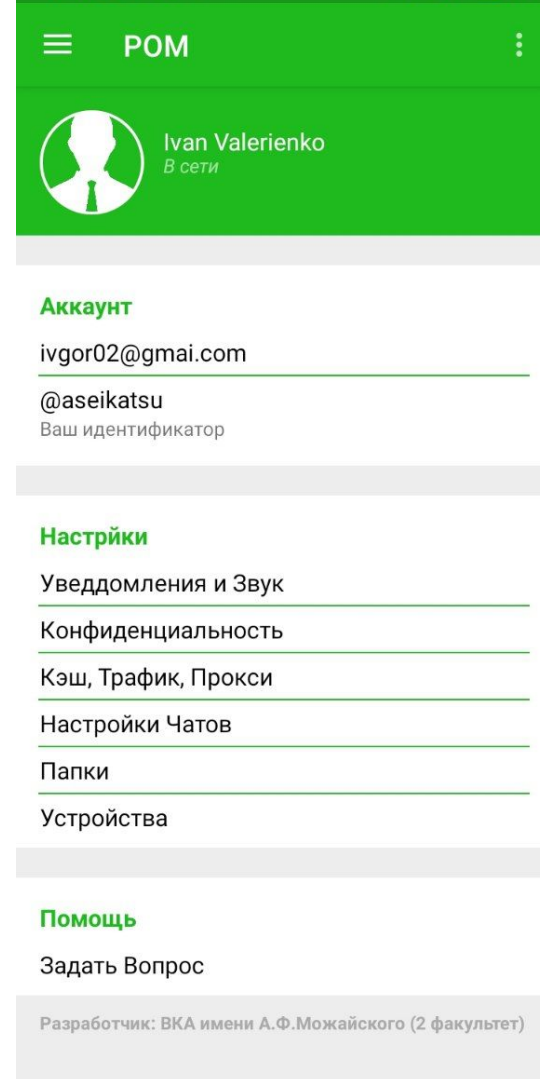 POM
Ivan Valerienko
В сети
Аккаунт
ivgor02@gmai.com
@aseikatsu
Ваш идентификатор
Настрйки
Уведдомления и Звук
Конфиденциальность
Кэш, Трафик, Прокси
Настройки Чатов
Папки
Устройства
Помощь
Задать Вопрос
Разработчик: ВКА имени А.Ф.Можайского (2 факультет)